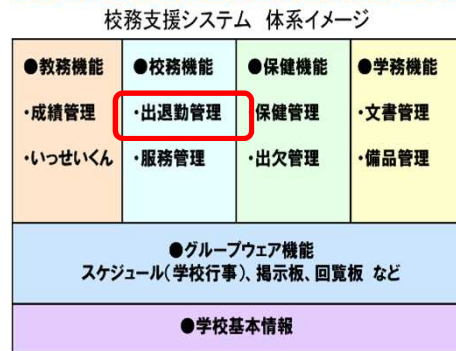 校務支援システム 体系イメージ
●教務機能
・成績管理
・いっせいくん
●校務機能
・出退勤管理
・服務管理
●保健機能
・保健管理
・出欠管理
●学務機能
・文書管理
・備品管理
●グループウェア機能
スケジュール(学校行事)、掲示板、回覧板 など
●学校基本情報